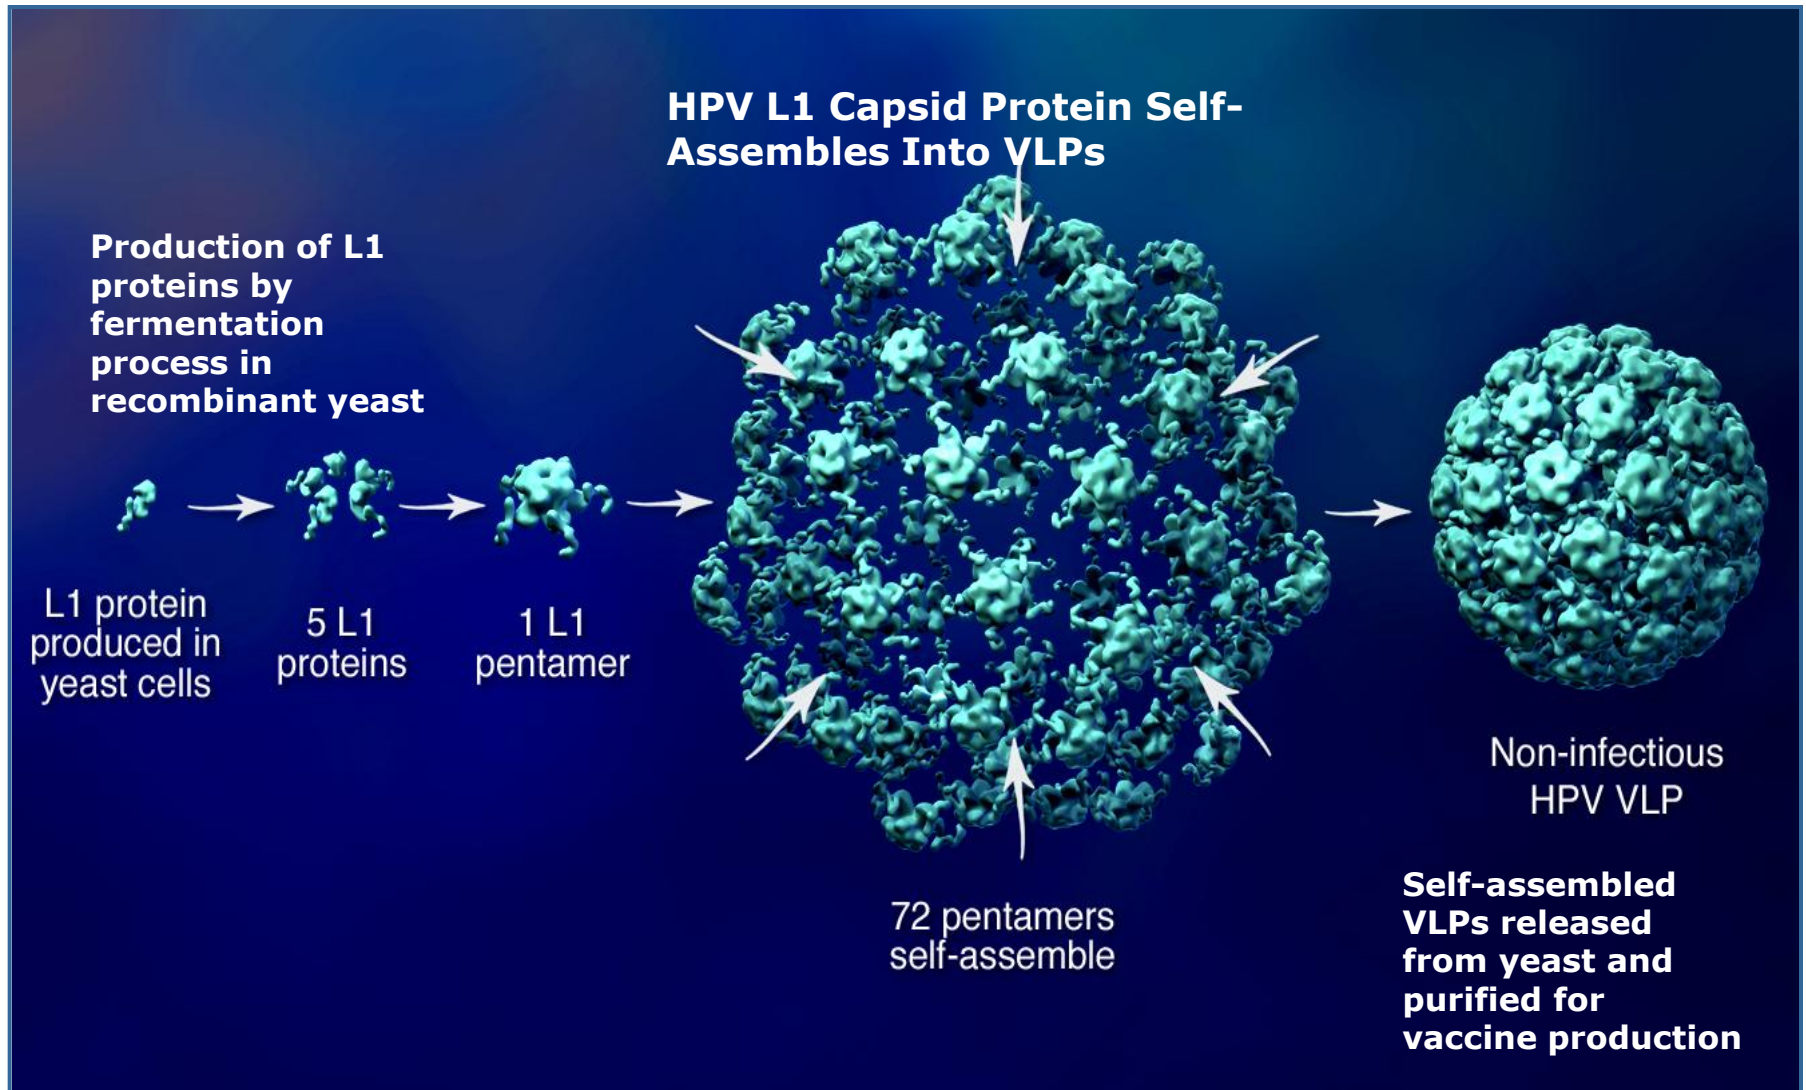 HPV L1 Capsid Protein Self-
Assembles Into VLPs
Production of L1
proteins by
fermentation
process in
recombinant yeast
L1 protein
produced in
yeast cells
5 L1
proteins
1 L1
pentamer
72 pentamers
self-assemble
Non-infectious
HPV VLP
Self-assembled
VLPs released
from yeast and
purified for
vaccine production